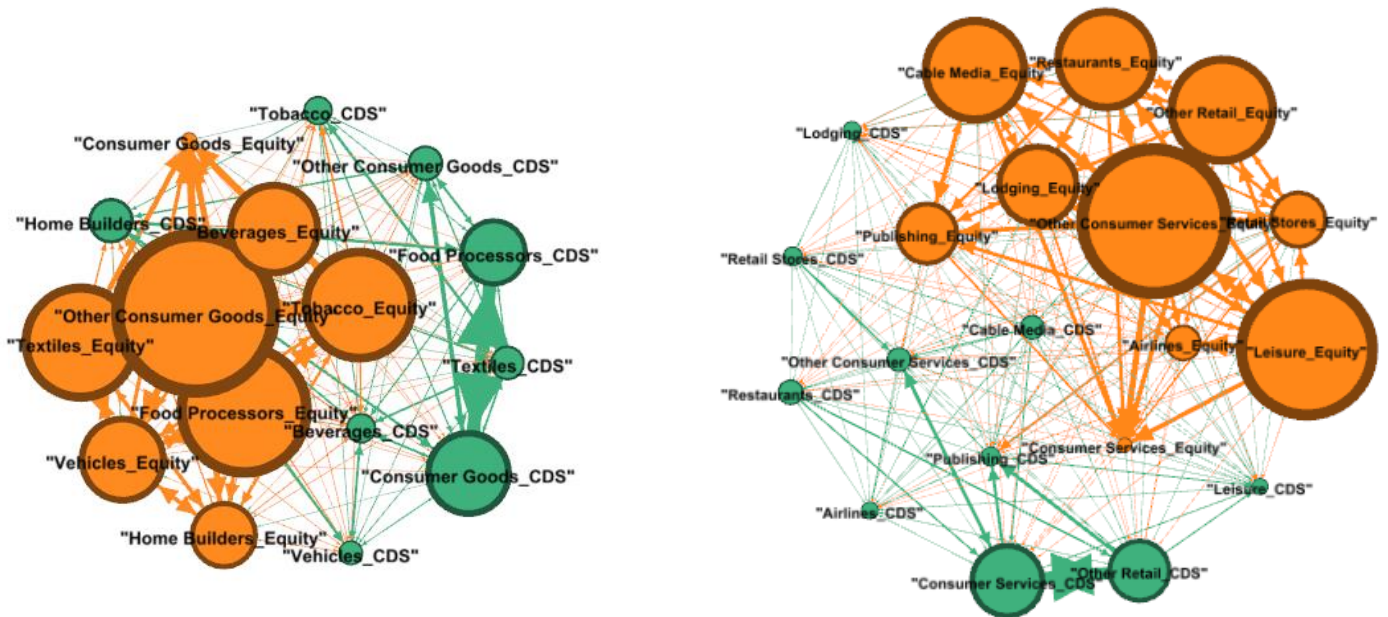 "Tobacco_CDS"
"Consumer Goods_Equity"
"Other Consumer Goods_CDS"
"Home Builders_CDS"
"Beverages_Equity"
"Food Processors_CDS"
"Tobacco_Equity"
"Other Consumer Goods_Equity"
"Textiles_Equity"
"Textiles_CDS"
"Food Processors_Equity"
"Beverages_CDS"
"Vehicles_Equity"
"Consumer Goods_CDS"
"Home Builders_Equity"
"Vehicles_CDS"
"Restaurants_Equity"
"Cable Media_Equity"
"Other Retail_Equity"
"Lodging_CDS"
"Lodging_Equity"
"Other Consumer Services_Equity"
"Retail Stores_Equity"
"Publishing_Equity"
"Retail Stores_CDS"
"Cable Media_CDS"
"Airlines_Equity"
"Leisure_Equity"
"Other Consumer Services_CDS"
"Restaurants_CDS"
"Consumer Services_Equity"
"Publishing_CDS"
"Leisure_CDS"
"Airlines_CDS"
"Other Retail_CDS"
"Consumer Services_CDS